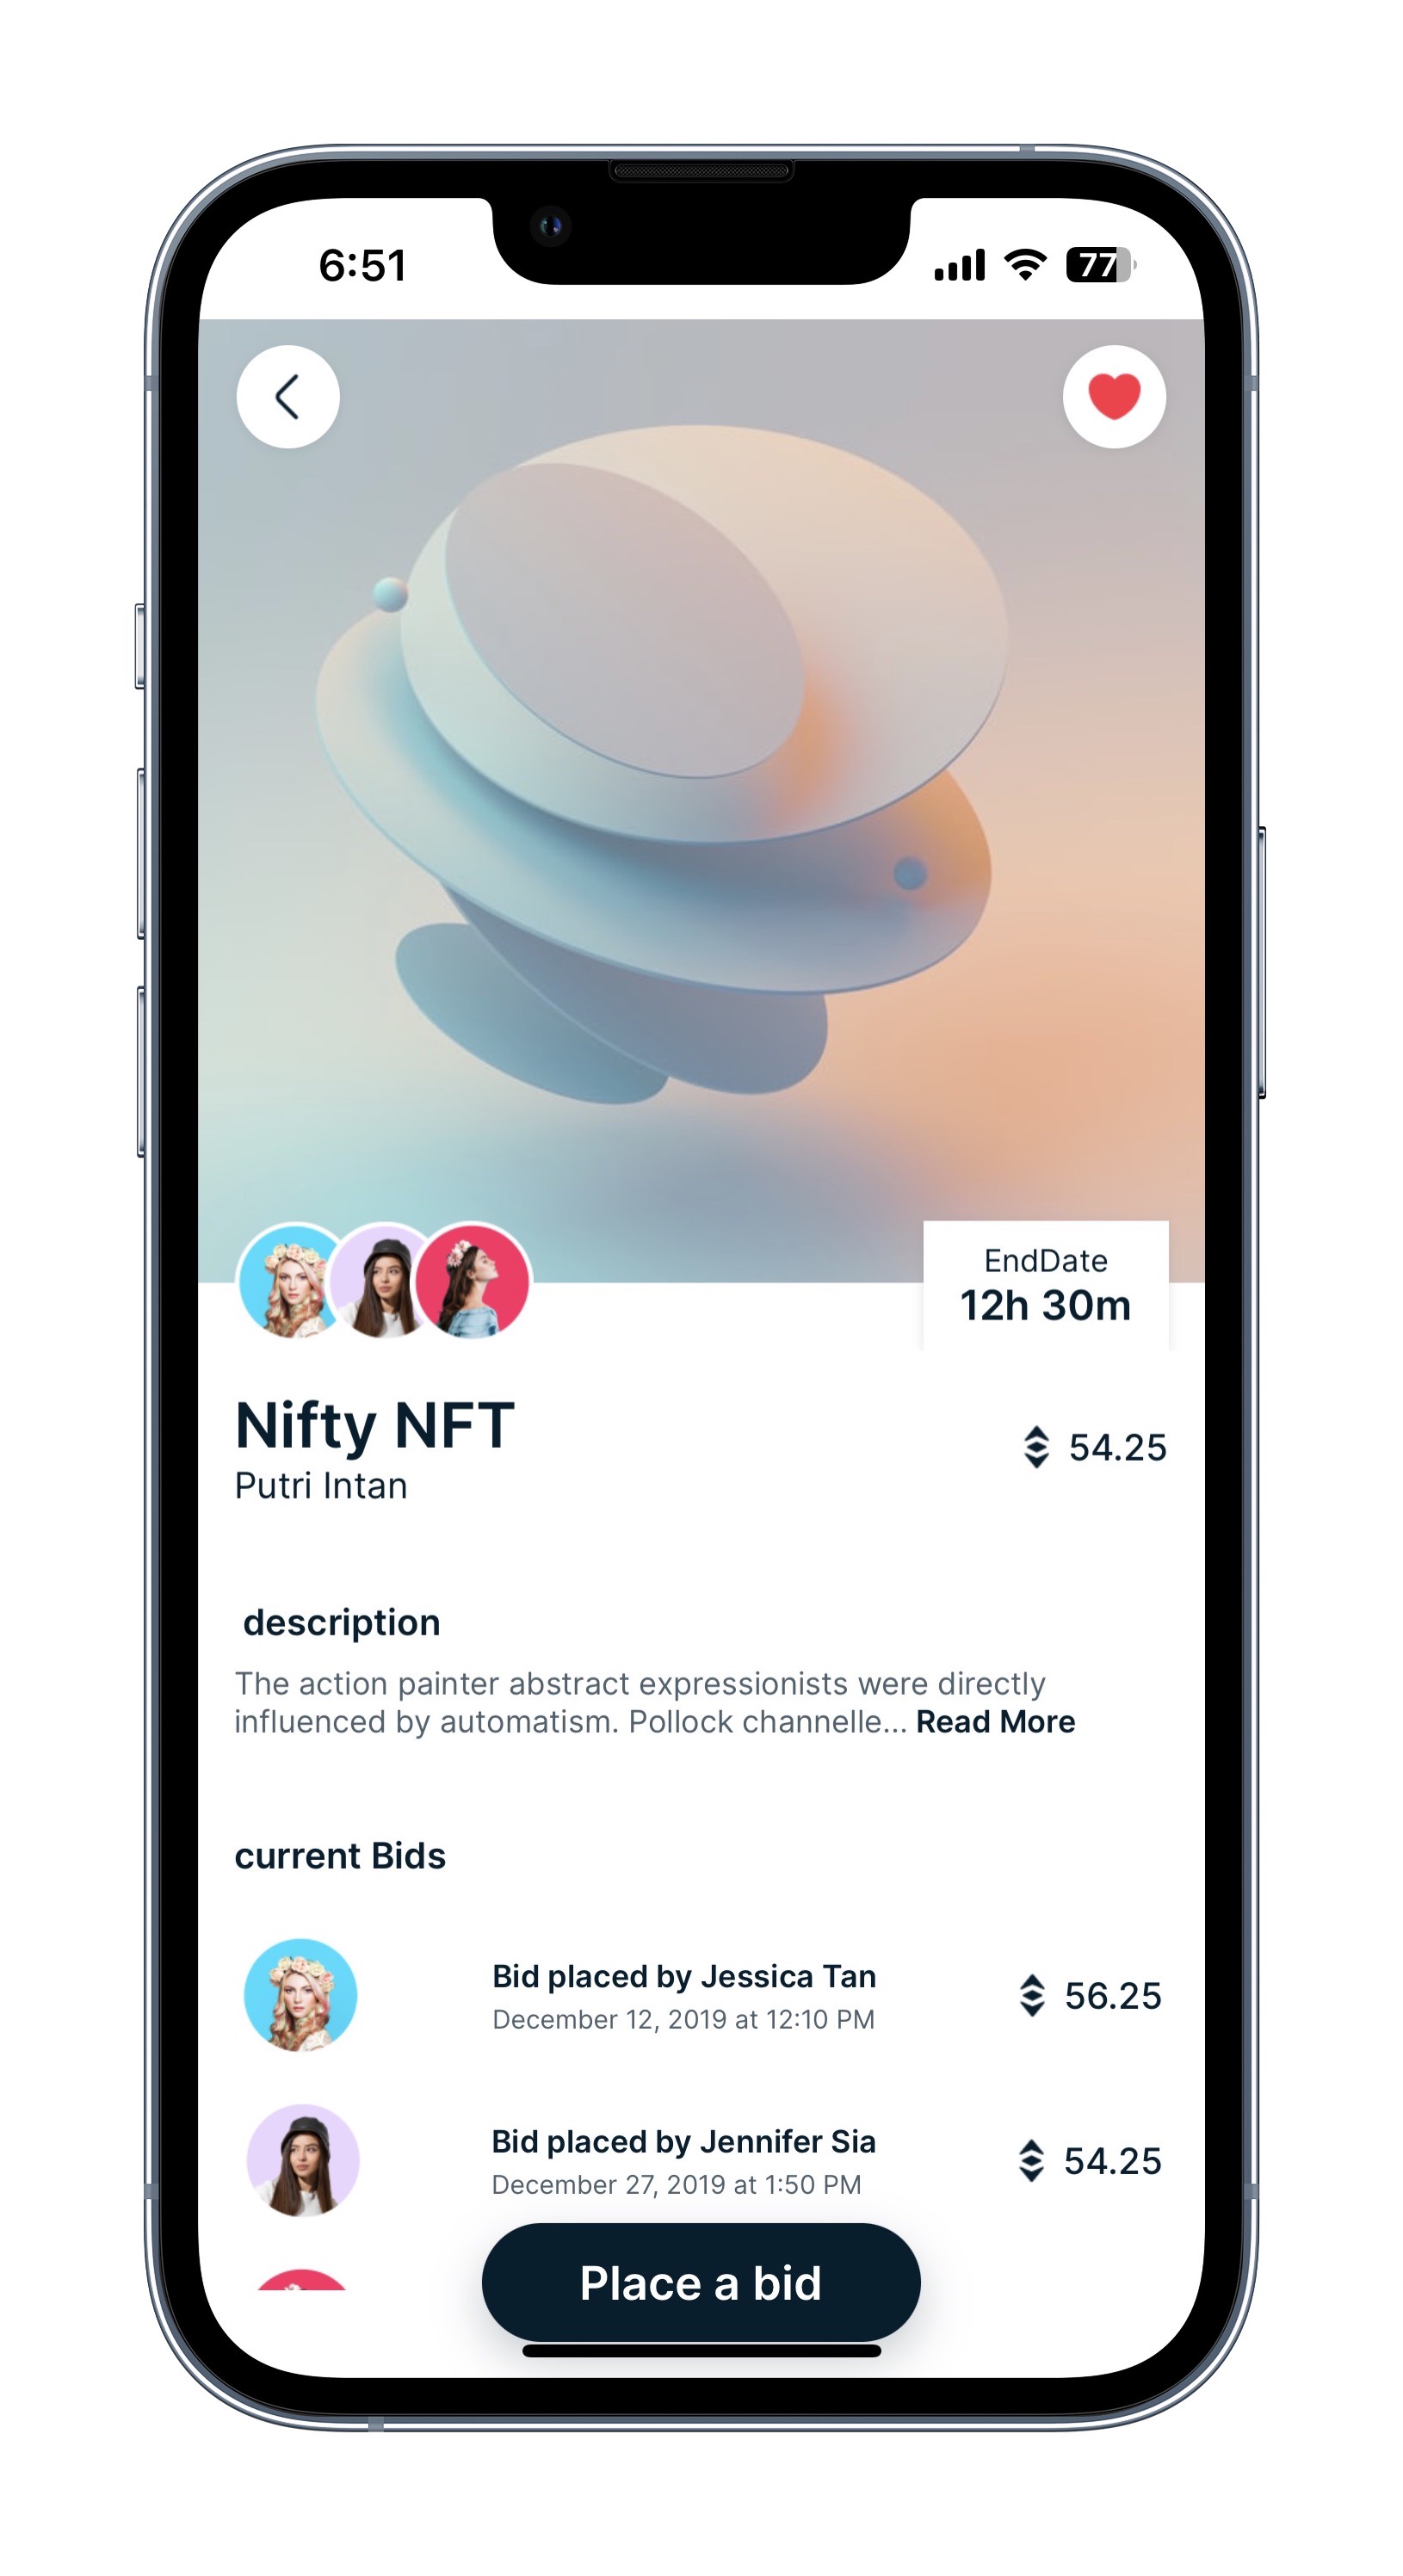 6:51
77
EndDate
12h 30m
Nifty NFT
54.25
Putri Intan
description
The action painter abstract expressionists were directly
influenced by automatism. Pollock channelle... Read More
current Bids
Bid placed by Jessica Tan
56.25
December 12, 2019 at 12:10 PM
Bid placed by Jennifer Sia
54.25
December 27, 2019 at 1:50 PM
Place a bid